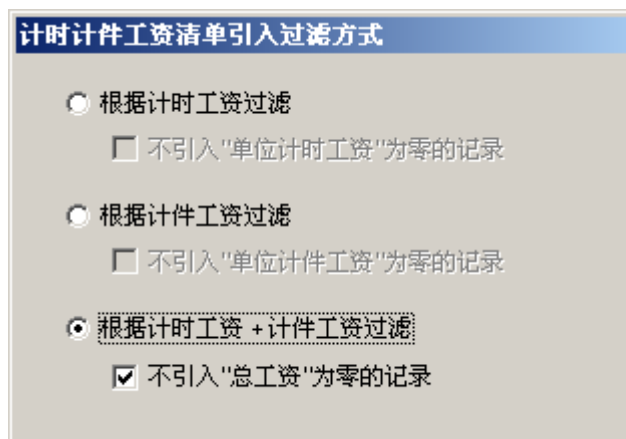 计时计件工资清单引入过滤方式
根据计时工资过滤
不引入"单位计时工资"为零的记录
根据计件工资过滤
不引入"单位计件工资"为零的记录
根据计时工资 +计件工资过滤
不引入"总工资"为零的记录